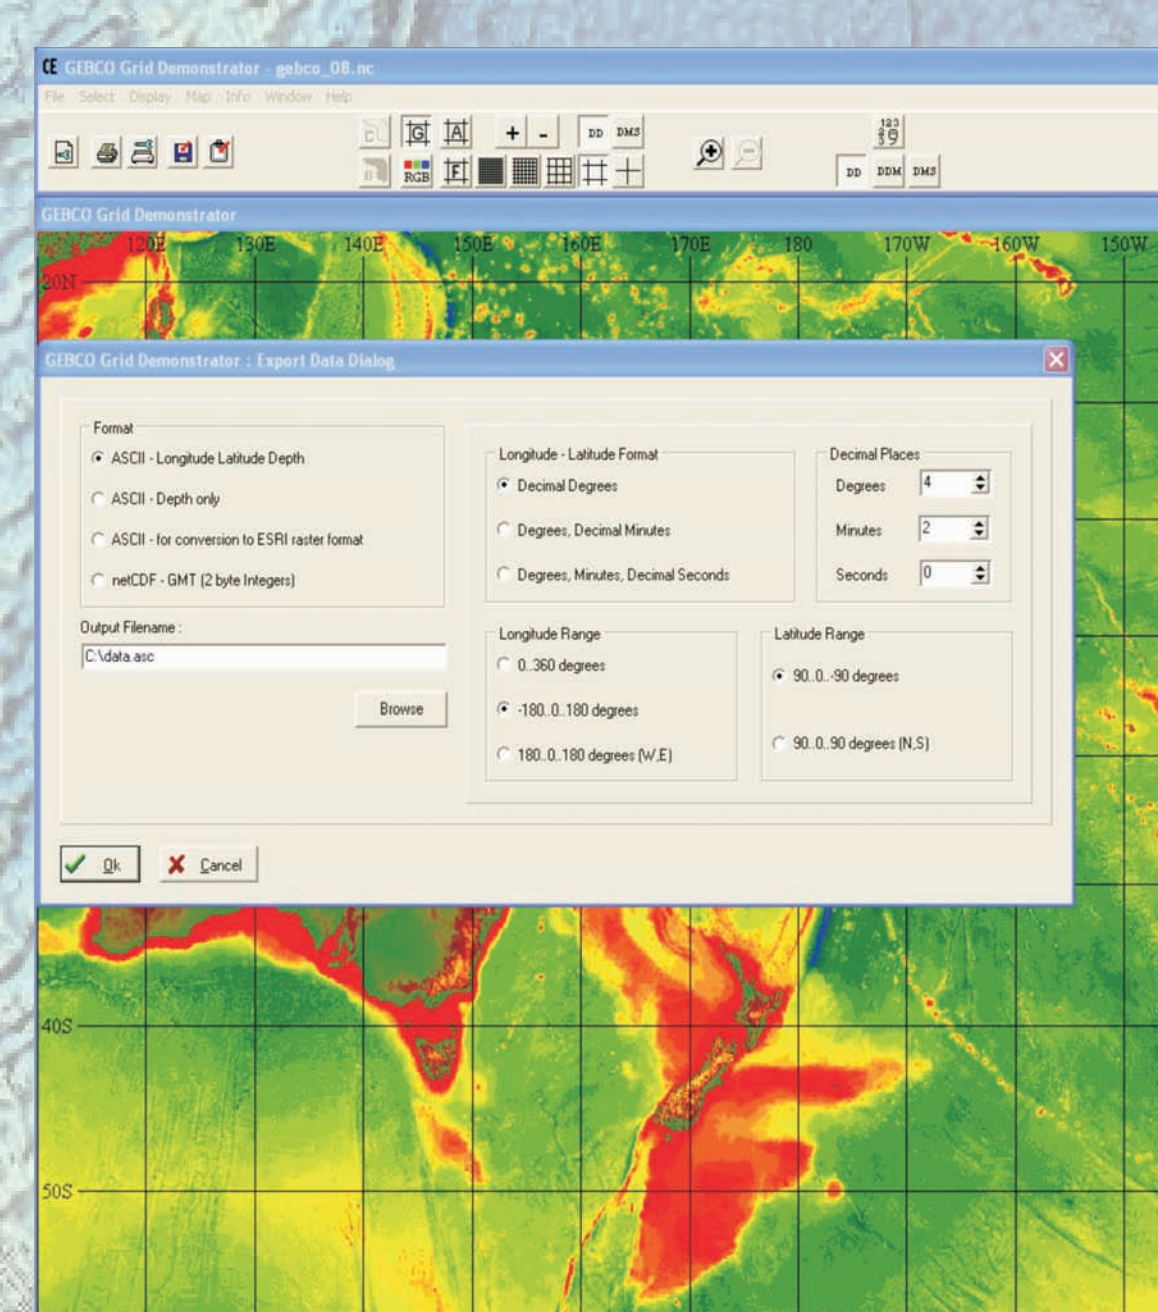 GEBCO Grid Demonstrator - gebco_08.nc
File Select Display Map Info Window Help
C G A + - DD DMS 123
B RGB F DD DDM DMS
GEBCO Grid Demonstrator
120E 130E 140E 150E 160E 170E 180 170W 160W 150W
20N
GEBCO Grid Demonstrator : Export Data Dialog
Format
ASCII - Longitude Latitude Depth
ASCII - Depth only
ASCII - for conversion to ESRI raster format
netCDF - GMT (2 byte Integers)
Output Filename :
C:\data.asc
Browse
Longitude - Latitude Format
Decimal Degrees
Degrees, Decimal Minutes
Degrees, Minutes, Decimal Seconds
Decimal Places
Degrees 4
Minutes 2
Seconds 0
Longitude Range
0..360 degrees
-180..0..180 degrees
180..0..180 degrees (W,E)
Latitude Range
90..0..-90 degrees
90..0..90 degrees (N,S)
Ok Cancel
40S
50S